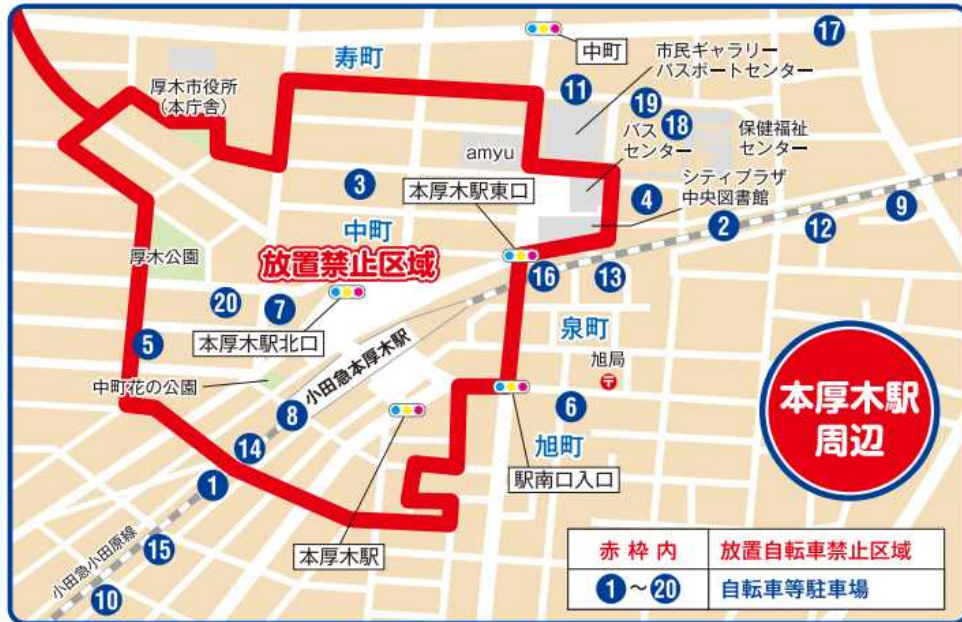 中町
17
寿町
市民ギャラリー
パスポートセンター
厚木市役所
(本庁舎)
11
19
18
バス
センター
保健福祉
センター
amyu
3
本厚木駅東口
シティプラザ
中央図書館
4
9
2
12
中町
放置禁止区域
厚木公園
16
13
20
7
本厚木駅北口
泉町
旭局
〒
5
小田急本厚木駅
中町花の公園
8
6
本厚木駅
周辺
14
旭町
1
駅南口入口
15
小田急小田原線
本厚木駅
10
赤枠内 放置自転車禁止区域
1~20 自転車等駐車場